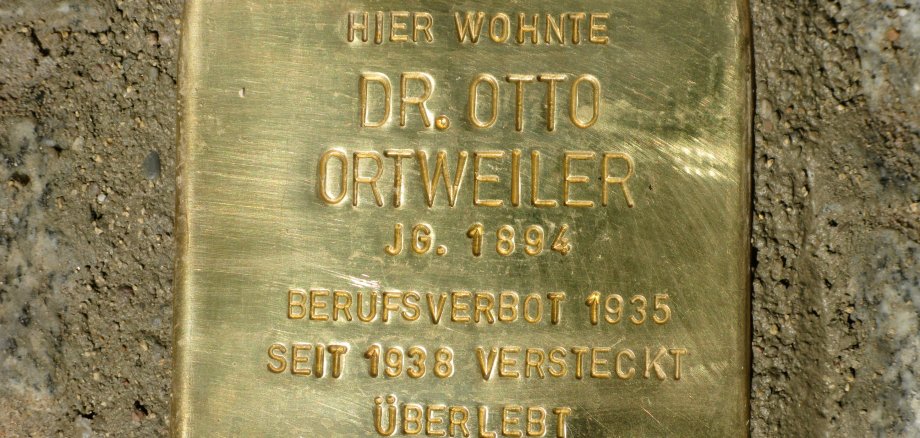 HIER WOHNTE
DR. OTTO
ORTWEILER
JG. 1894
BERUFSVERBOT 1935
SEIT 1938 VERSTECKT
ÜBERLEBT